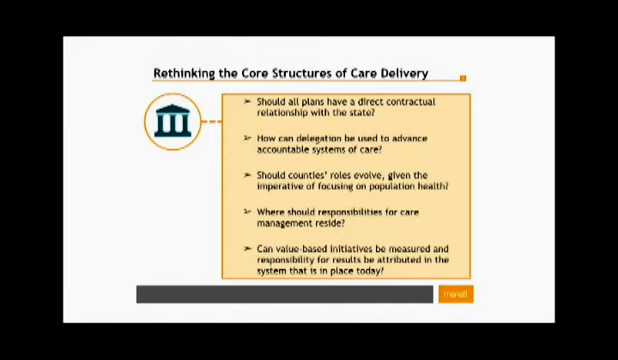 Rethinking the Core Structures of Care Delivery
➢ Should all plans have a direct contractual
relationship with the state?
➢ How can delegation be used to advance
accountable systems of care?
➢ Should counties' roles evolve, given the
imperative of focusing on population health?
➢ Where should responsibilities for care
management reside?
➢ Can value-based initiatives be measured and
responsibility for results be attributed in the
system that is in place today?
manatt